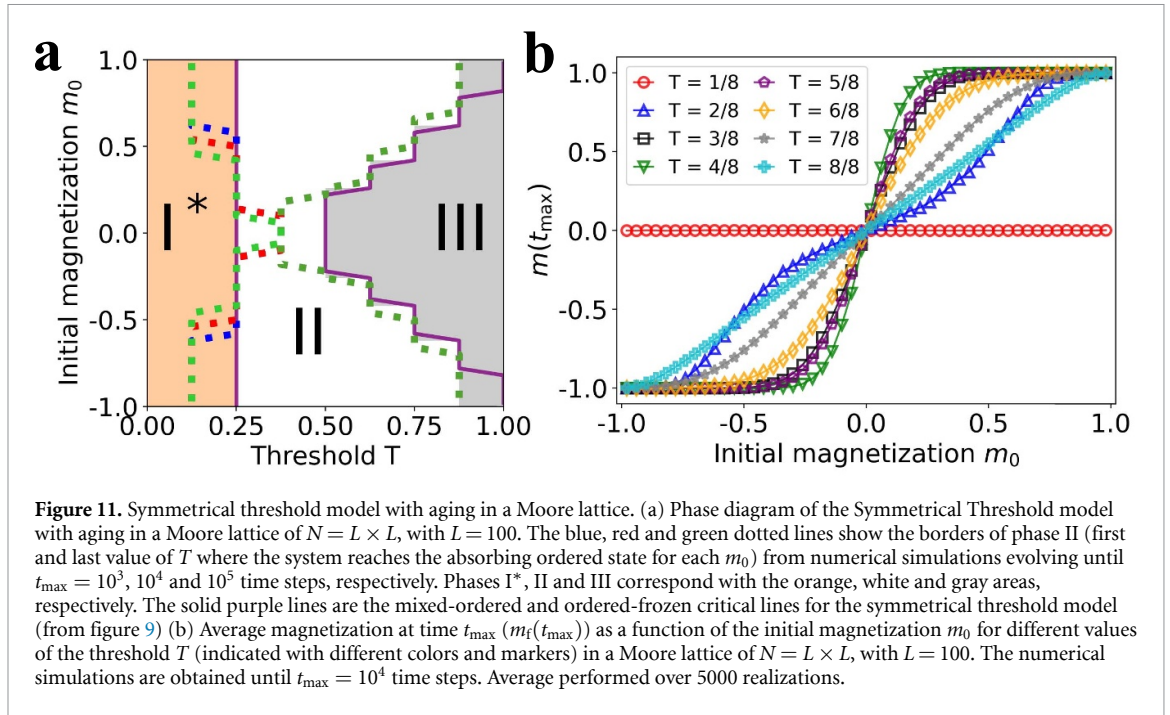 a
b
1.0
0.5
0.0
-0.5
-1.0
Initial magnetization m0
I*
II
III
0.00 0.25 0.50 0.75 1.00
Threshold T
1.0
0.5
0.0
-0.5
-1.0
m(tmax)
T = 1/8 T = 5/8
T = 2/8 T = 6/8
T = 3/8 T = 7/8
T = 4/8 T = 8/8
-1.0 -0.5 0.0 0.5 1.0
Initial magnetization m0
Figure 11. Symmetrical threshold model with aging in a Moore lattice. (a) Phase diagram of the Symmetrical Threshold model
with aging in a Moore lattice of N = L × L, with L = 100. The blue, red and green dotted lines show the borders of phase II (first
and last value of T where the system reaches the absorbing ordered state for each m0) from numerical simulations evolving until
tmax = 10³, 10⁴ and 10⁵ time steps, respectively. Phases I*, II and III correspond with the orange, white and gray areas,
respectively. The solid purple lines are the mixed-ordered and ordered-frozen critical lines for the symmetrical threshold model
(from figure 9) (b) Average magnetization at time tmax (mf(tmax)) as a function of the initial magnetization m0 for different values
of the threshold T (indicated with different colors and markers) in a Moore lattice of N = L × L, with L = 100. The numerical
simulations are obtained until tmax = 10⁴ time steps. Average performed over 5000 realizations.